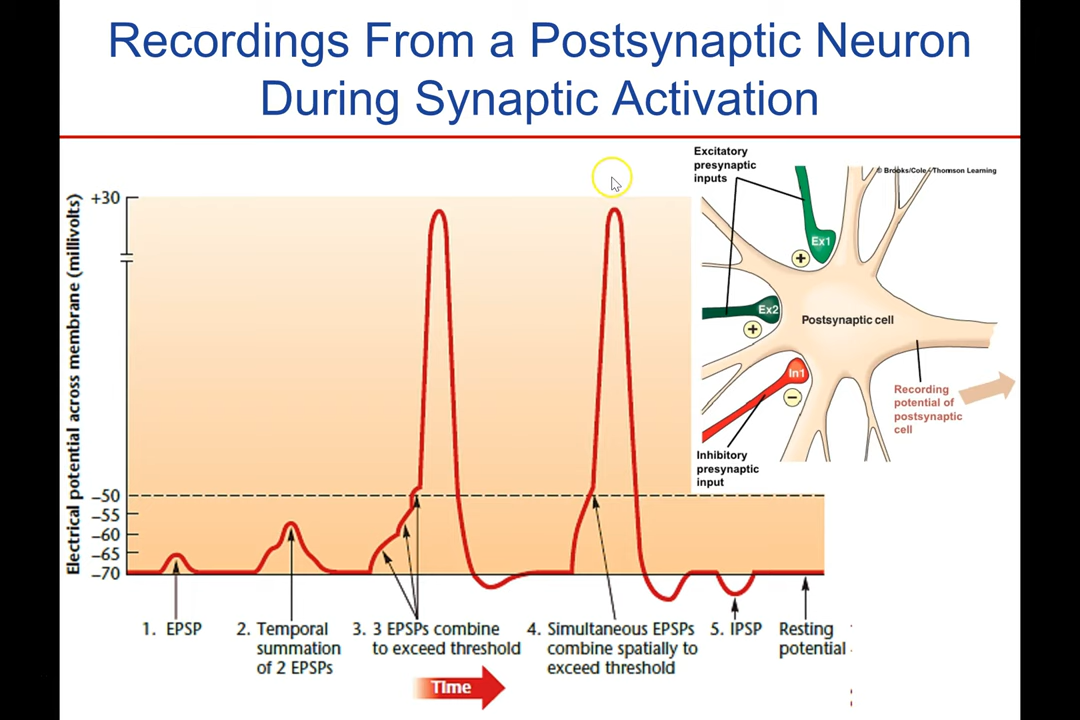 Recordings From a Postsynaptic Neuron
During Synaptic Activation
Excitatory
presynaptic
inputs
© Brooks/Cole - Thomson Learning
Electrical potential across membrane (millivolts)
+30
–50
–55
–60
–65
–70
Ex1
+
Ex2
+
Postsynaptic cell
In1
–
Recording
potential of
postsynaptic
cell
Inhibitory
presynaptic
input
1. EPSP
2. Temporal
summation
of 2 EPSPs
3. 3 EPSPs combine
to exceed threshold
4. Simultaneous EPSPs
combine spatially to
exceed threshold
5. IPSP
Resting
potential
Time